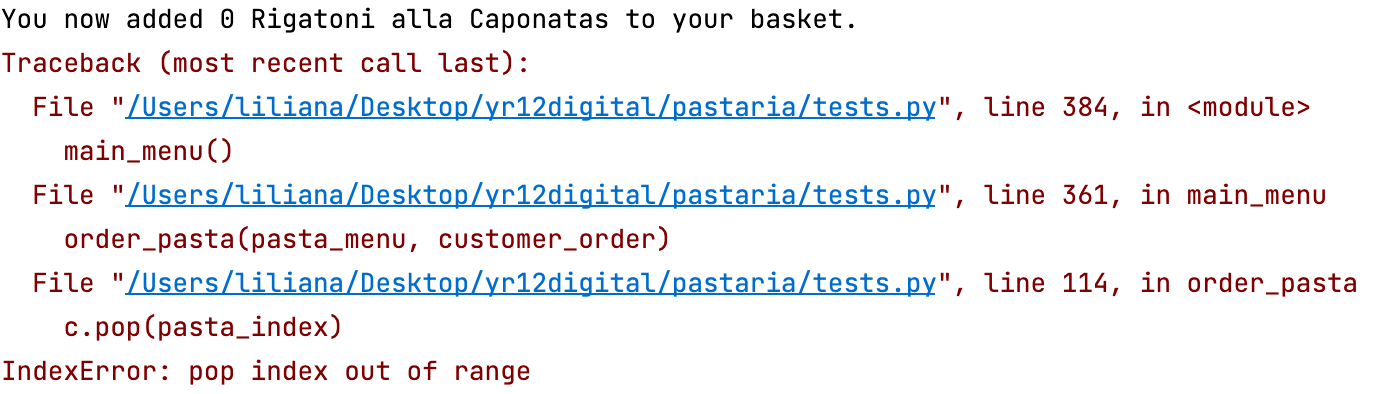 You now added 0 Rigatoni alla Caponatas to your basket.
Traceback (most recent call last):
  File "/Users/liliana/Desktop/yr12digital/pastaria/tests.py", line 384, in <module>
    main_menu()
  File "/Users/liliana/Desktop/yr12digital/pastaria/tests.py", line 361, in main_menu
    order_pasta(pasta_menu, customer_order)
  File "/Users/liliana/Desktop/yr12digital/pastaria/tests.py", line 114, in order_pasta
    c.pop(pasta_index)
IndexError: pop index out of range